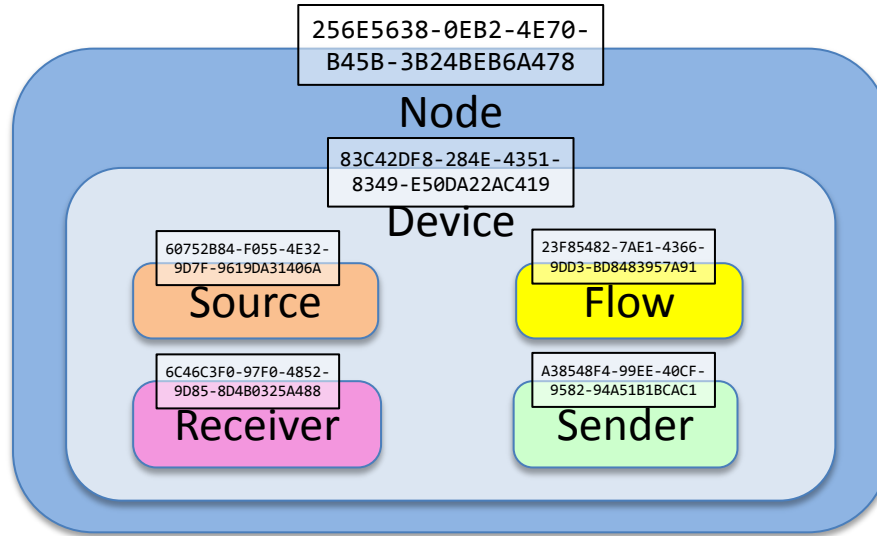 256E5638-0EB2-4E70-
B45B-3B24BEB6A478
Node
83C42DF8-284E-4351-
8349-E50DA22AC419
Device
60752B84-F055-4E32-
9D7F-9619DA31406A
Source
23F85482-7AE1-4366-
9DD3-BD8483957A91
Flow
6C46C3F0-97F0-4852-
9D85-8D4B0325A488
Receiver
A38548F4-99EE-40CF-
9582-94A51B1BCAC1
Sender